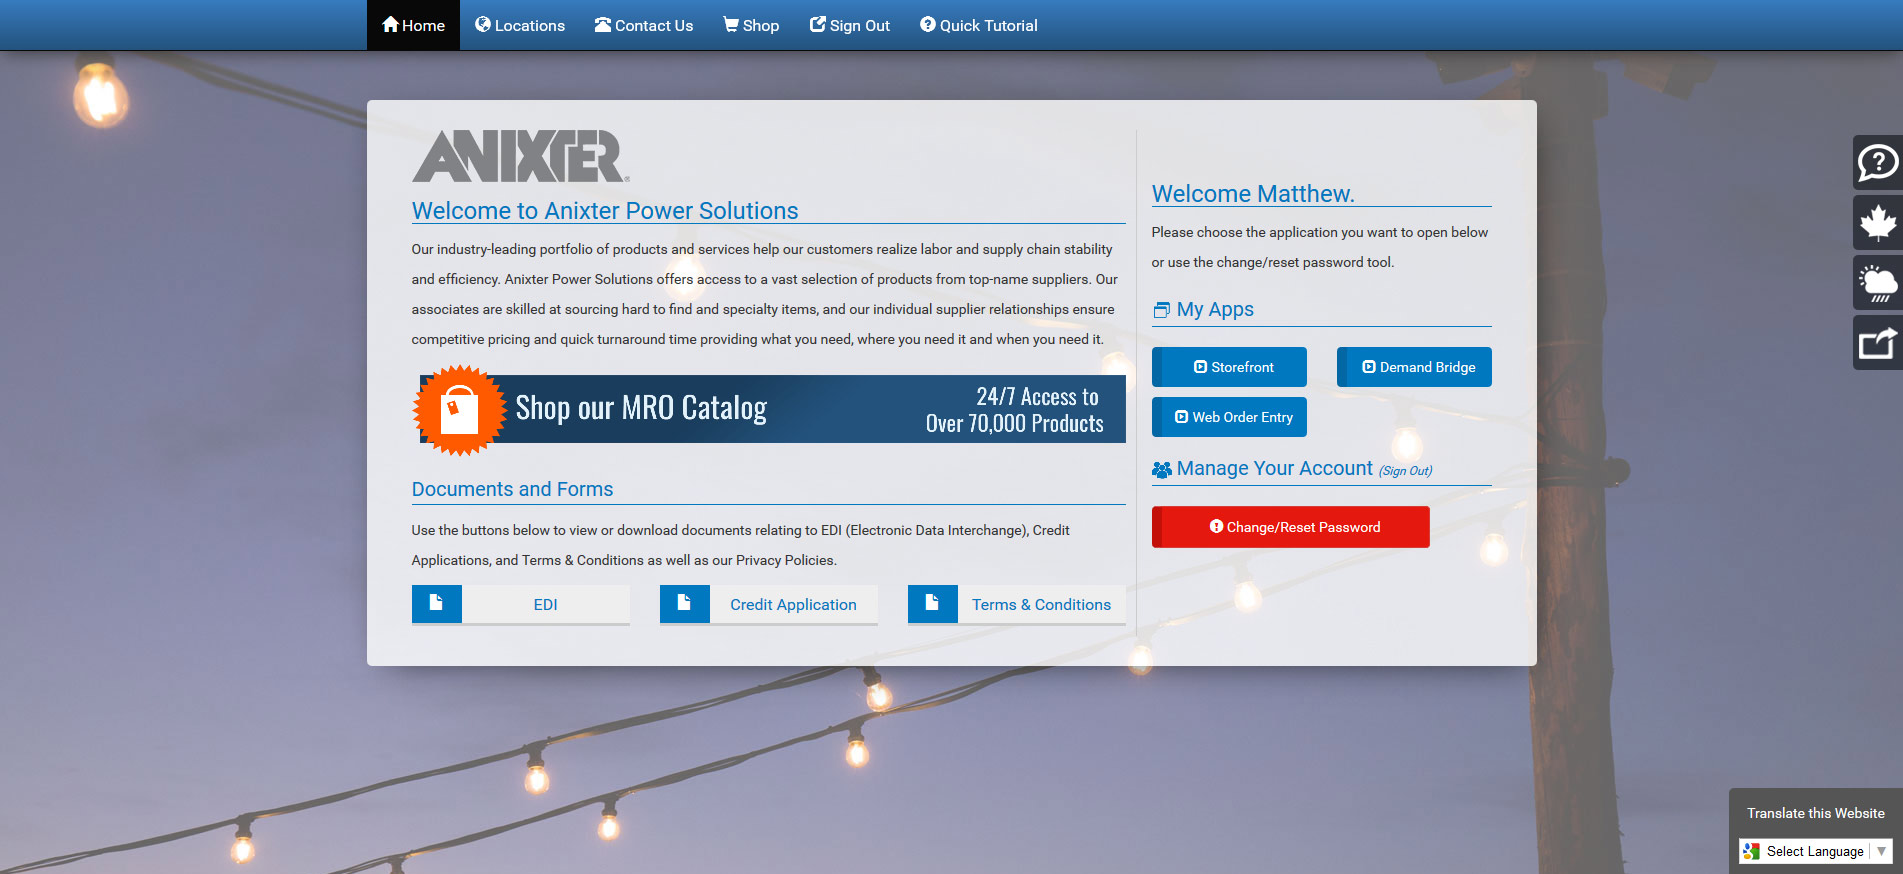 Home
Locations
Contact Us
Shop
Sign Out
Quick Tutorial
ANIXTER®
Welcome to Anixter Power Solutions
Our industry-leading portfolio of products and services help our customers realize labor and supply chain stability
and efficiency. Anixter Power Solutions offers access to a vast selection of products from top-name suppliers. Our
associates are skilled at sourcing hard to find and specialty items, and our individual supplier relationships ensure
competitive pricing and quick turnaround time providing what you need, where you need it and when you need it.
Shop our MRO Catalog
24/7 Access to
Over 70,000 Products
Documents and Forms
Use the buttons below to view or download documents relating to EDI (Electronic Data Interchange), Credit
Applications, and Terms & Conditions as well as our Privacy Policies.
EDI
Credit Application
Terms & Conditions
Welcome Matthew.
Please choose the application you want to open below
or use the change/reset password tool.
My Apps
Storefront
Demand Bridge
Web Order Entry
Manage Your Account (Sign Out)
Change/Reset Password
Translate this Website
Select Language